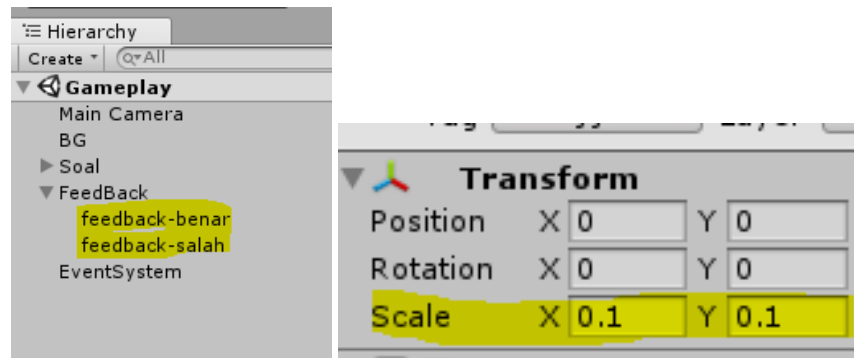 Hierarchy
Create All
Gameplay
Main Camera
BG
Soal
FeedBack
feedback-benar
feedback-salah
EventSystem
Transform
Position X 0 Y 0
Rotation X 0 Y 0
Scale X 0.1 Y 0.1